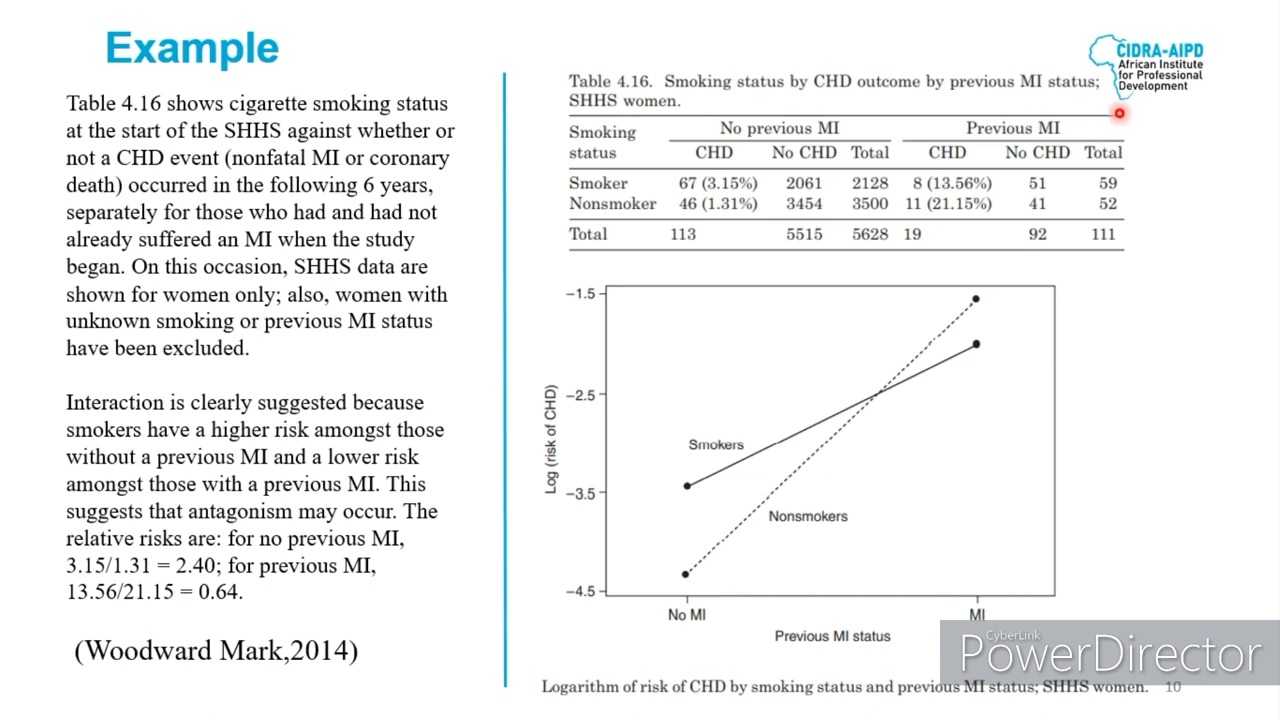 Example
CIDRA-AIPD
African Institute
for Professional
Development
Table 4.16 shows cigarette smoking status
at the start of the SHHS against whether or
not a CHD event (nonfatal MI or coronary
death) occurred in the following 6 years,
separately for those who had and had not
already suffered an MI when the study
began. On this occasion, SHHS data are
shown for women only; also, women with
unknown smoking or previous MI status
have been excluded.
Interaction is clearly suggested because
smokers have a higher risk amongst those
without a previous MI and a lower risk
amongst those with a previous MI. This
suggests that antagonism may occur. The
relative risks are: for no previous MI,
3.15/1.31 = 2.40; for previous MI,
13.56/21.15 = 0.64.
(Woodward Mark,2014)
Table 4.16. Smoking status by CHD outcome by previous MI status;
SHHS women.
Smoking status No previous MI Previous MI
CHD No CHD Total CHD No CHD Total
Smoker 67 (3.15%) 2061 2128 8 (13.56%) 51 59
Nonsmoker 46 (1.31%) 3454 3500 11 (21.15%) 41 52
Total 113 5515 5628 19 92 111
Log (risk of CHD)
−1.5
−2.5
−3.5
−4.5
Smokers
Nonsmokers
No MI MI
Previous MI status
CyberLink
PowerDirector
Logarithm of risk of CHD by smoking status and previous MI status; SHHS women. 10